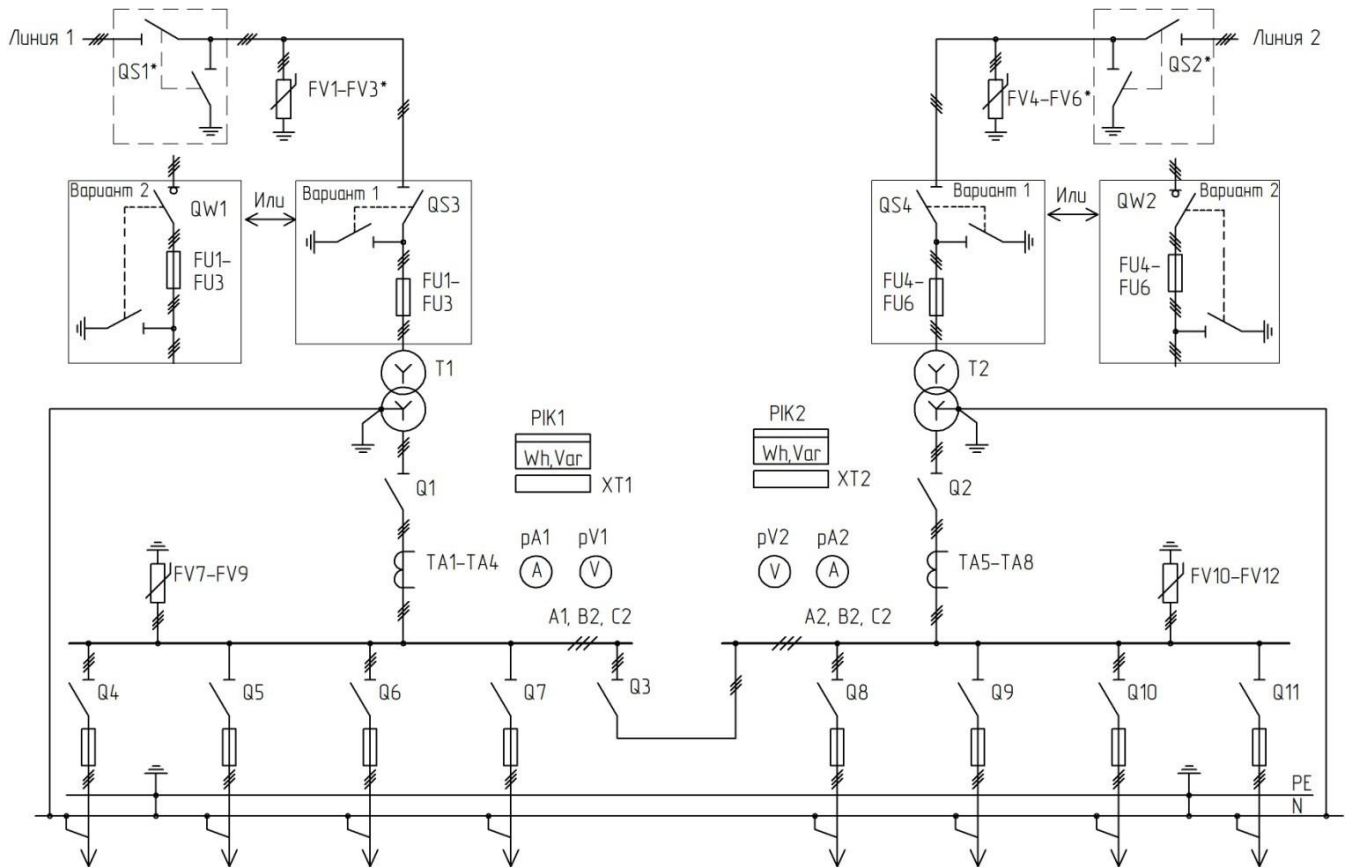 Линия 1
QS1*
FV1-FV3*
FV4-FV6*
QS2*
Линия 2
Вариант 2
QW1
FU1-
FU3
Или
Вариант 1
QS3
FU1-
FU3
QS4
Вариант 1
FU4-
FU6
Или
QW2
Вариант 2
FU4-
FU6
T1
T2
PIK1
Wh,Var
XT1
PIK2
Wh,Var
XT2
Q1
Q2
pA1
A
pV1
V
pV2
V
pA2
A
FV7-FV9
TA1-TA4
TA5-TA8
FV10-FV12
A1, B2, C2
A2, B2, C2
Q4
Q5
Q6
Q7
Q3
Q8
Q9
Q10
Q11
PE
N